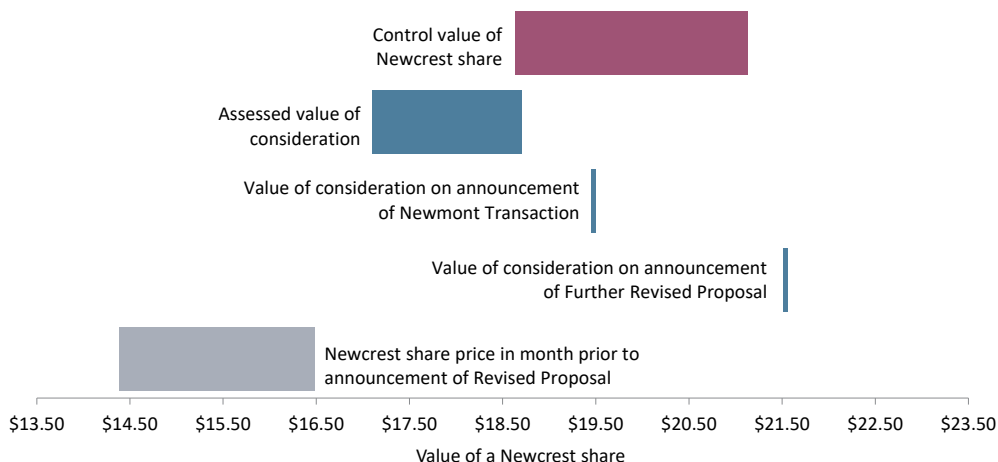 Control value of
Newcrest share
Assessed value of
consideration
Value of consideration on announcement
of Newmont Transaction
Value of consideration on announcement
of Further Revised Proposal
Newcrest share price in month prior to
announcement of Revised Proposal
$13.50 $14.50 $15.50 $16.50 $17.50 $18.50 $19.50 $20.50 $21.50 $22.50 $23.50
Value of a Newcrest share